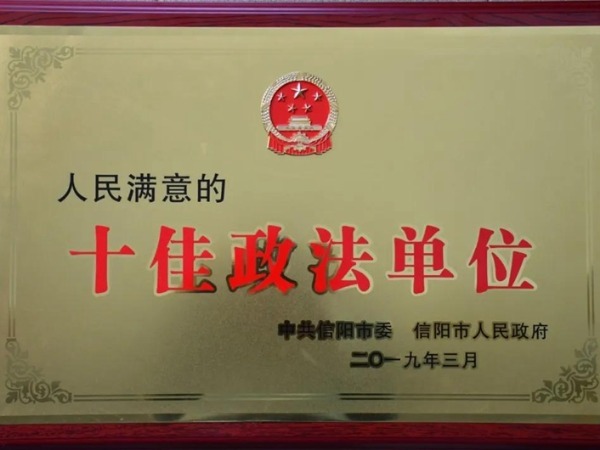 人民满意的
十佳政法单位
中共信阳市委 信阳市人民政府
二〇一九年三月